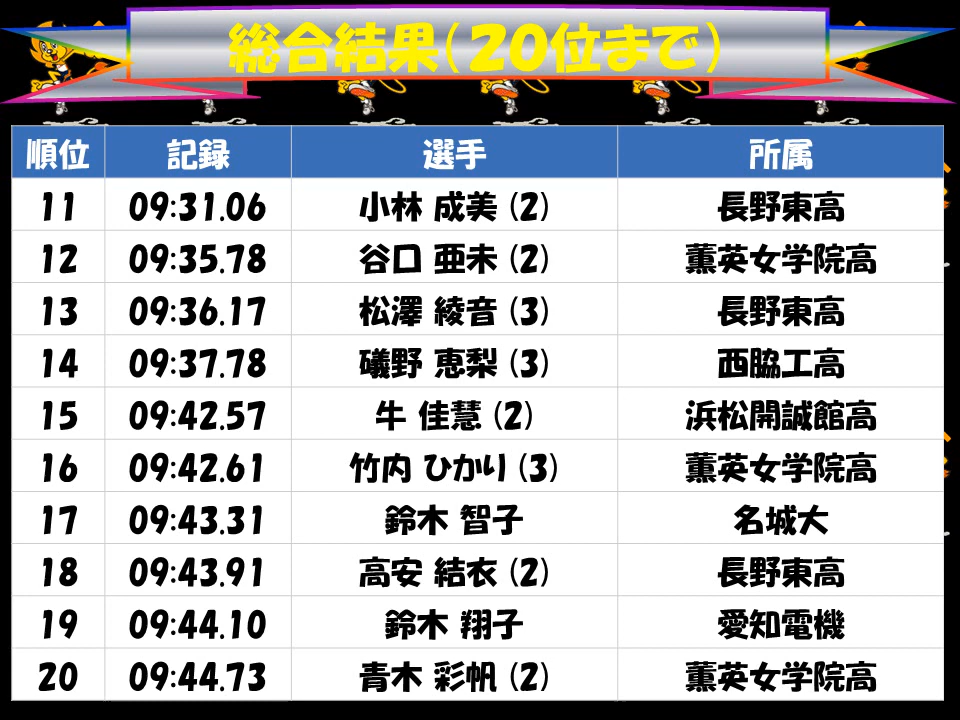 総合結果(20位まで)
順位 記録 選手 所属
11 09:31.06 小林 成美 (2) 長野東高
12 09:35.78 谷口 亜未 (2) 薫英女学院高
13 09:36.17 松澤 綾音 (3) 長野東高
14 09:37.78 礒野 恵梨 (3) 西脇工高
15 09:42.57 牛 佳慧 (2) 浜松開誠館高
16 09:42.61 竹内 ひかり (3) 薫英女学院高
17 09:43.31 鈴木 智子 名城大
18 09:43.91 高安 結衣 (2) 長野東高
19 09:44.10 鈴木 翔子 愛知電機
20 09:44.73 青木 彩帆 (2) 薫英女学院高